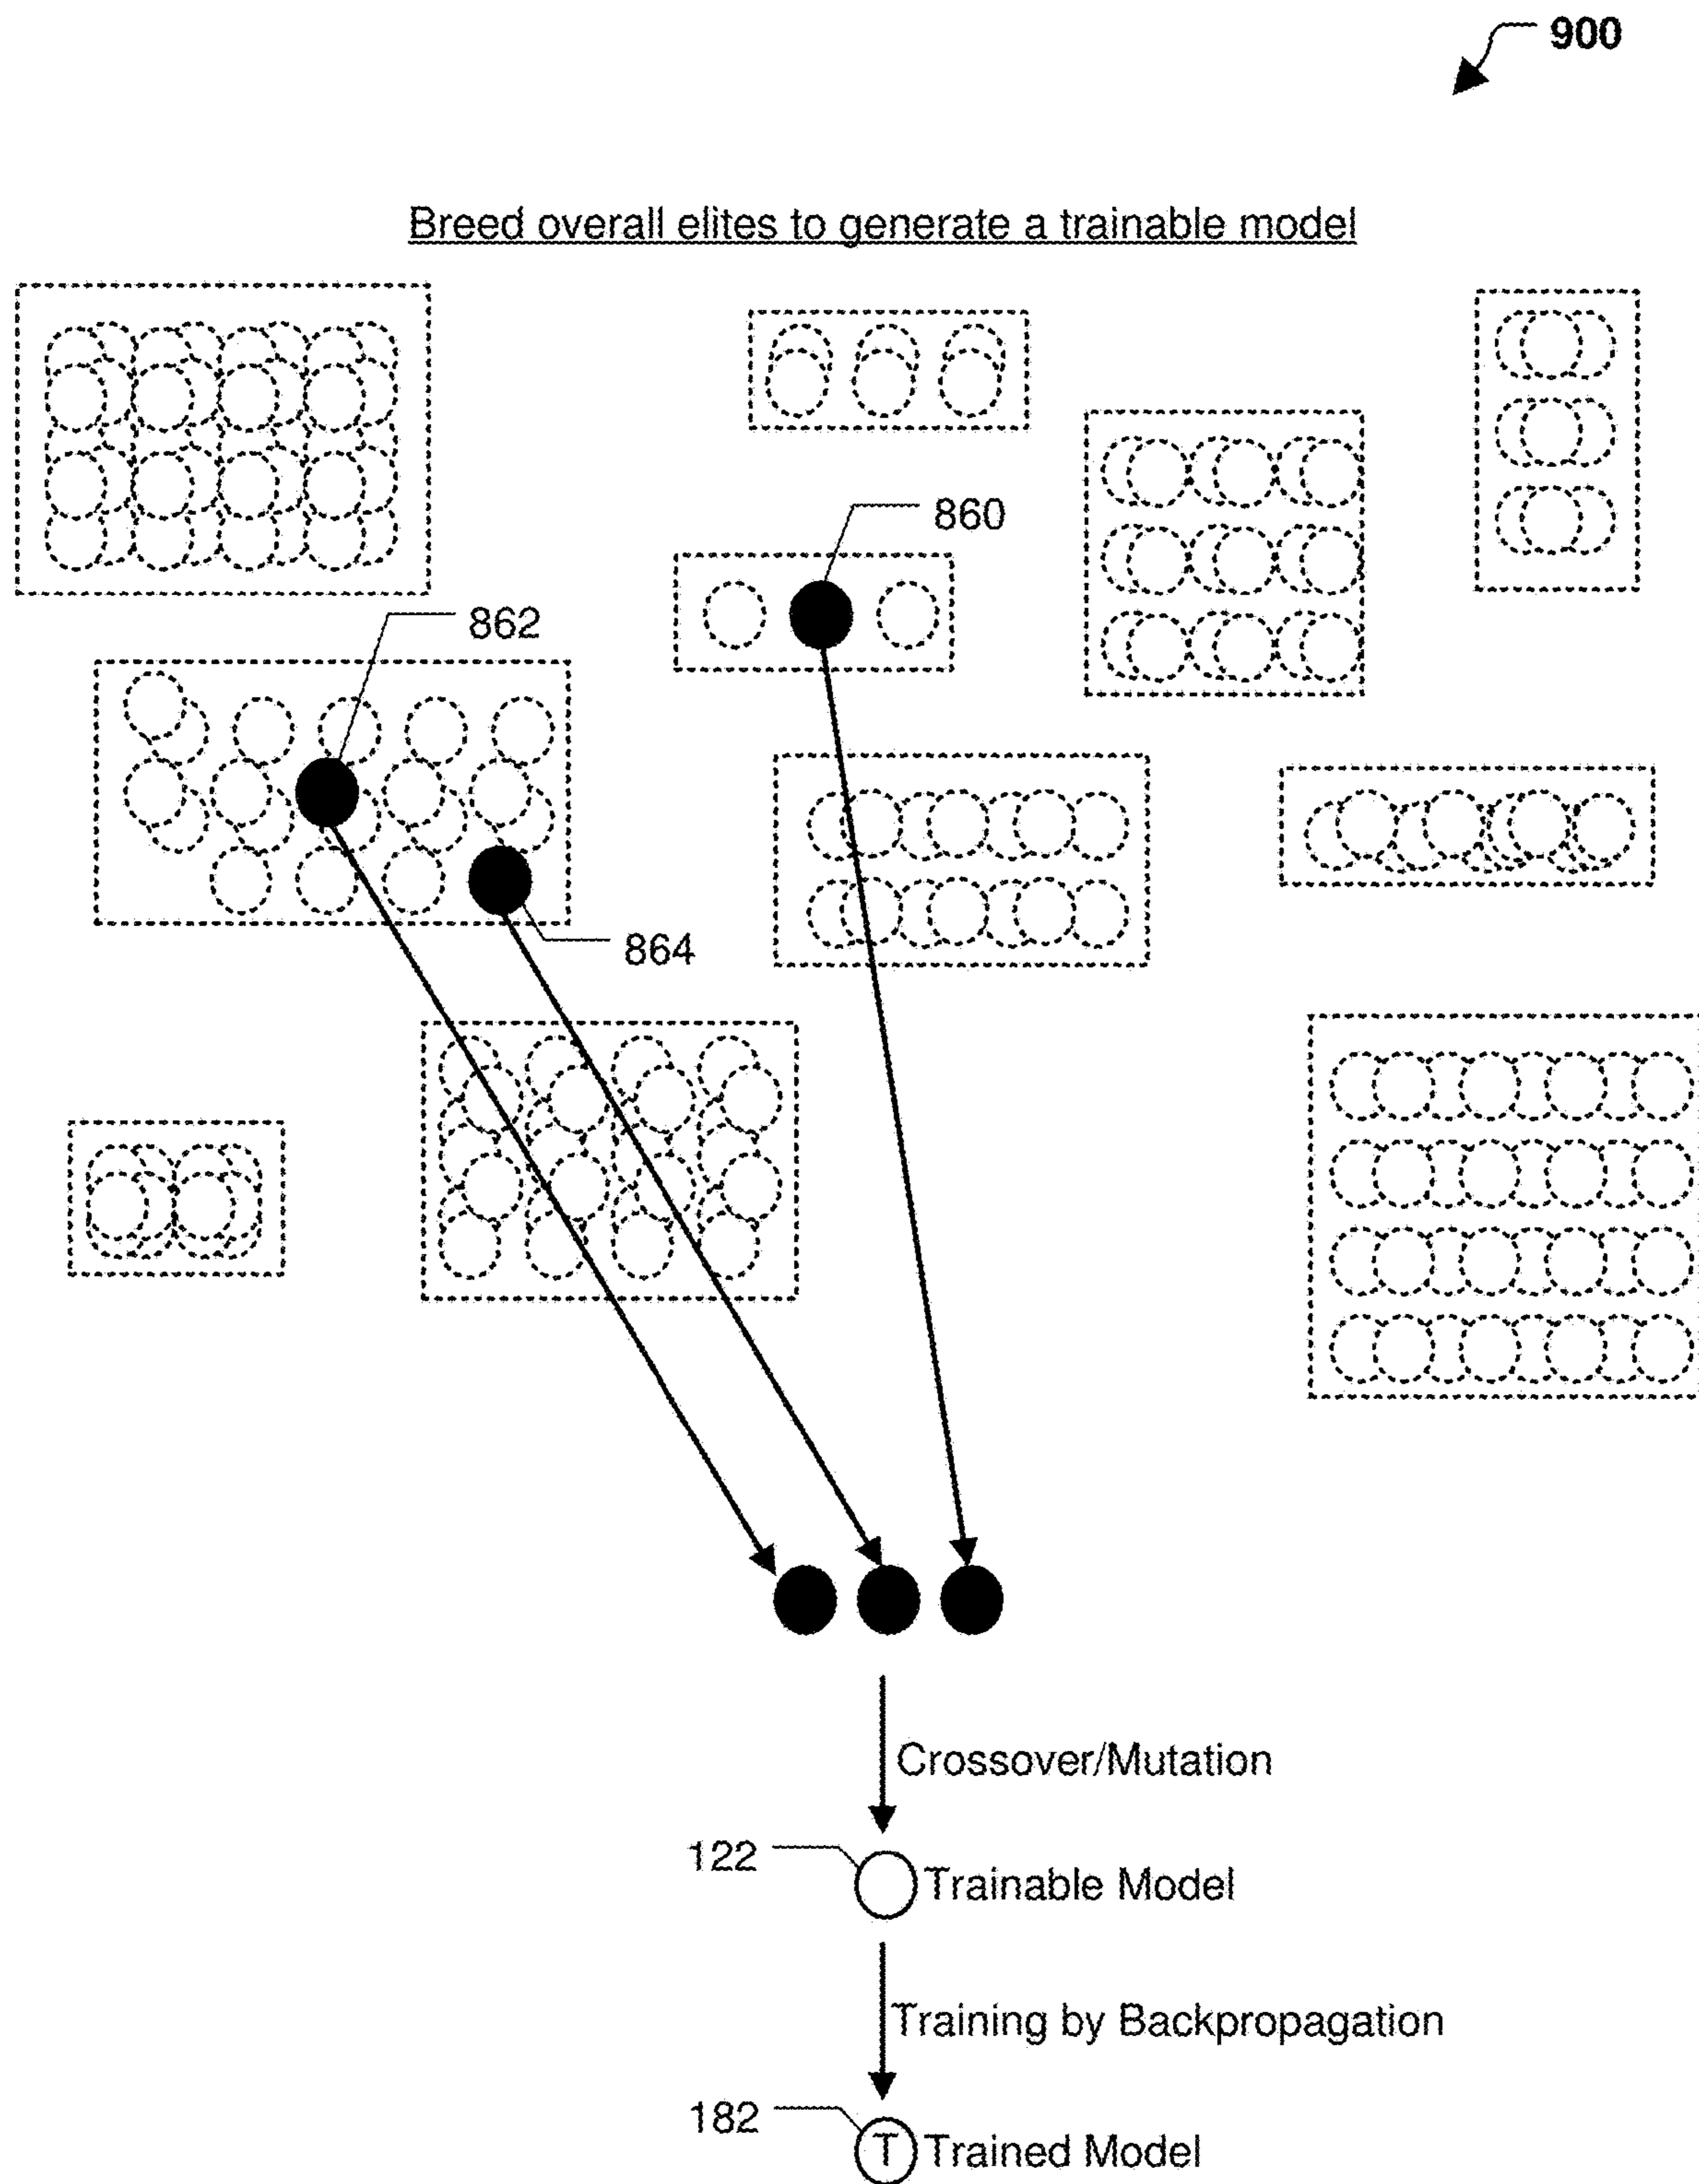 900
Breed overall elites to generate a trainable model
860
862
864
Crossover/Mutation
122
Trainable Model
Training by Backpropagation
182
T Trained Model